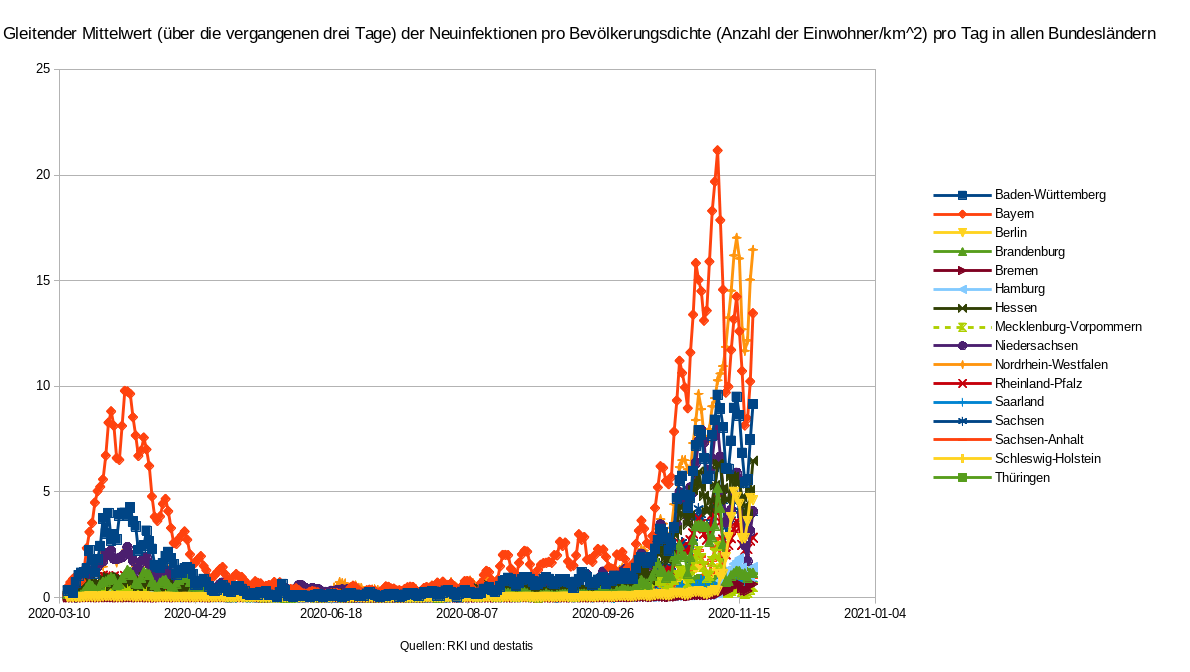 Gleitender Mittelwert (über die vergangenen drei Tage) der Neuinfektionen pro Bevölkerungsdichte (Anzahl der Einwohner/km^2) pro Tag in allen Bundesländern
25
20
15
10
5
0
2020-03-10 2020-04-29 2020-06-18 2020-08-07 2020-09-26 2020-11-15 2021-01-04
Quellen: RKI und destatis
Baden-Württemberg
Bayern
Berlin
Brandenburg
Bremen
Hamburg
Hessen
Mecklenburg-Vorpommern
Niedersachsen
Nordrhein-Westfalen
Rheinland-Pfalz
Saarland
Sachsen
Sachsen-Anhalt
Schleswig-Holstein
Thüringen